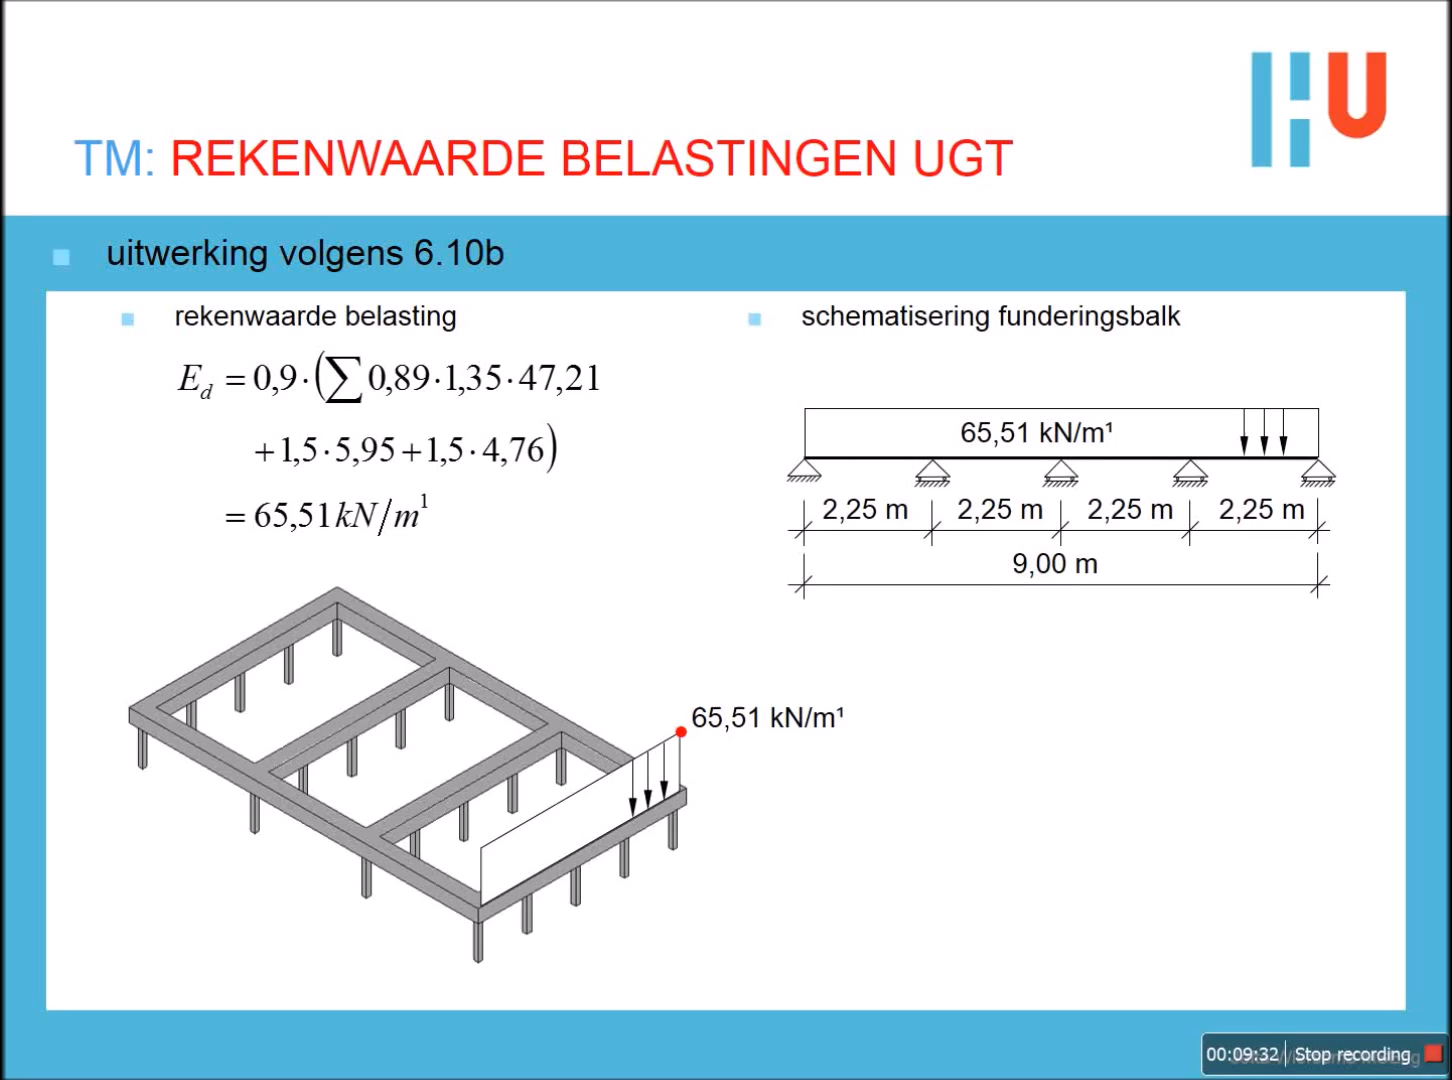 HU
TM: REKENWAARDE BELASTINGEN UGT
uitwerking volgens 6.10b
rekenwaarde belasting
E_d = 0,9·(∑0,89·1,35·47,21
+1,5·5,95+1,5·4,76)
= 65,51kN/m¹
schematisering funderingsbalk
65,51 kN/m¹
2,25 m 2,25 m 2,25 m 2,25 m
9,00 m
65,51 kN/m¹
00:09:32 Stop recording